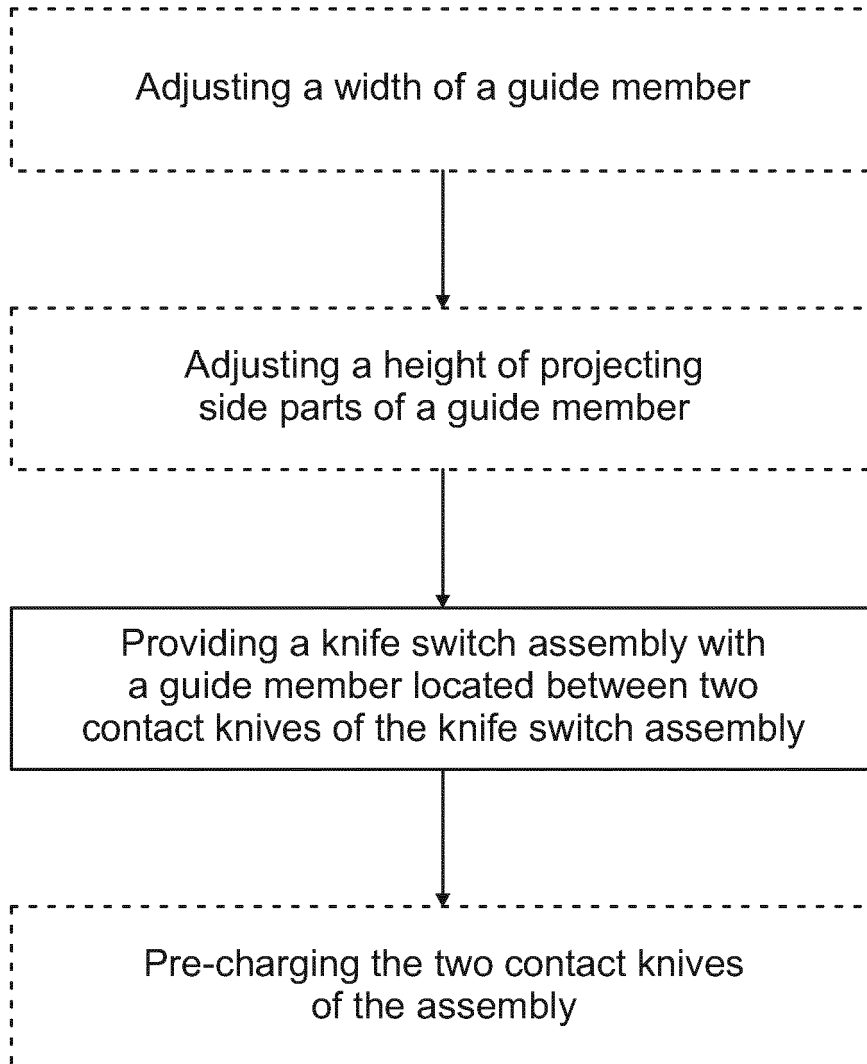 Adjusting a width of a guide member
Adjusting a height of projecting
side parts of a guide member
Providing a knife switch assembly with
a guide member located between two
contact knives of the knife switch assembly
Pre-charging the two contact knives
of the assembly